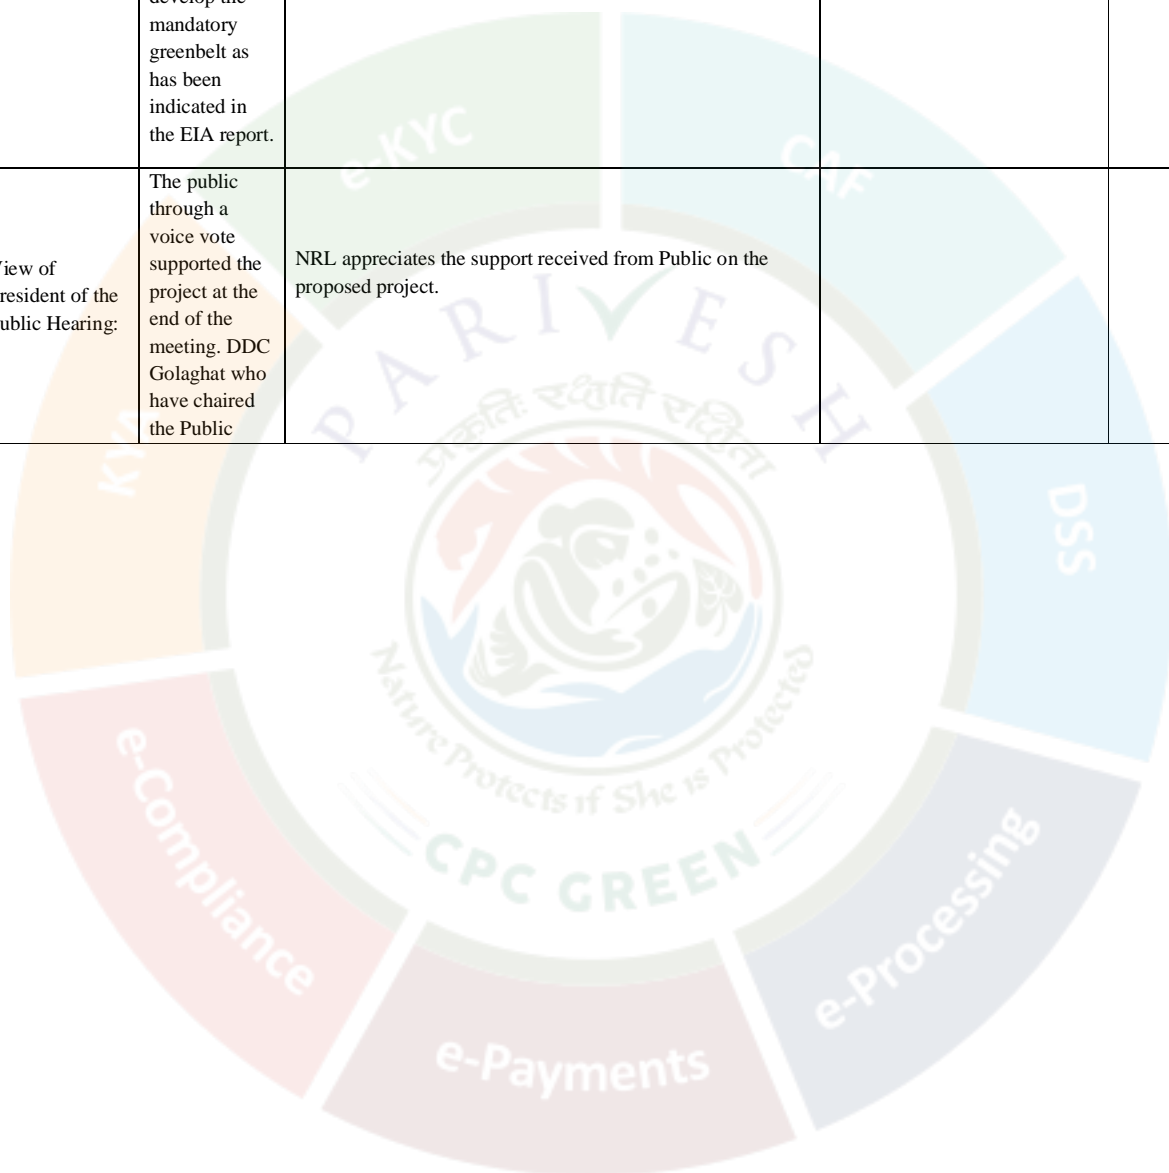 develop the
mandatory
greenbelt as
has been
indicated in
the EIA report.
View of
President of the
Public Hearing:
The public
through a
voice vote
supported the
project at the
end of the
meeting. DDC
Golaghat who
have chaired
the Public
NRL appreciates the support received from Public on the
proposed project.
e-KYC
CAF
KYA
DSS
PARIVESH
प्रकृतिः रक्षति रक्षिता
Nature Protects if She is Protected
CPC GREEN
e-Compliance
e-Processing
e-Payments